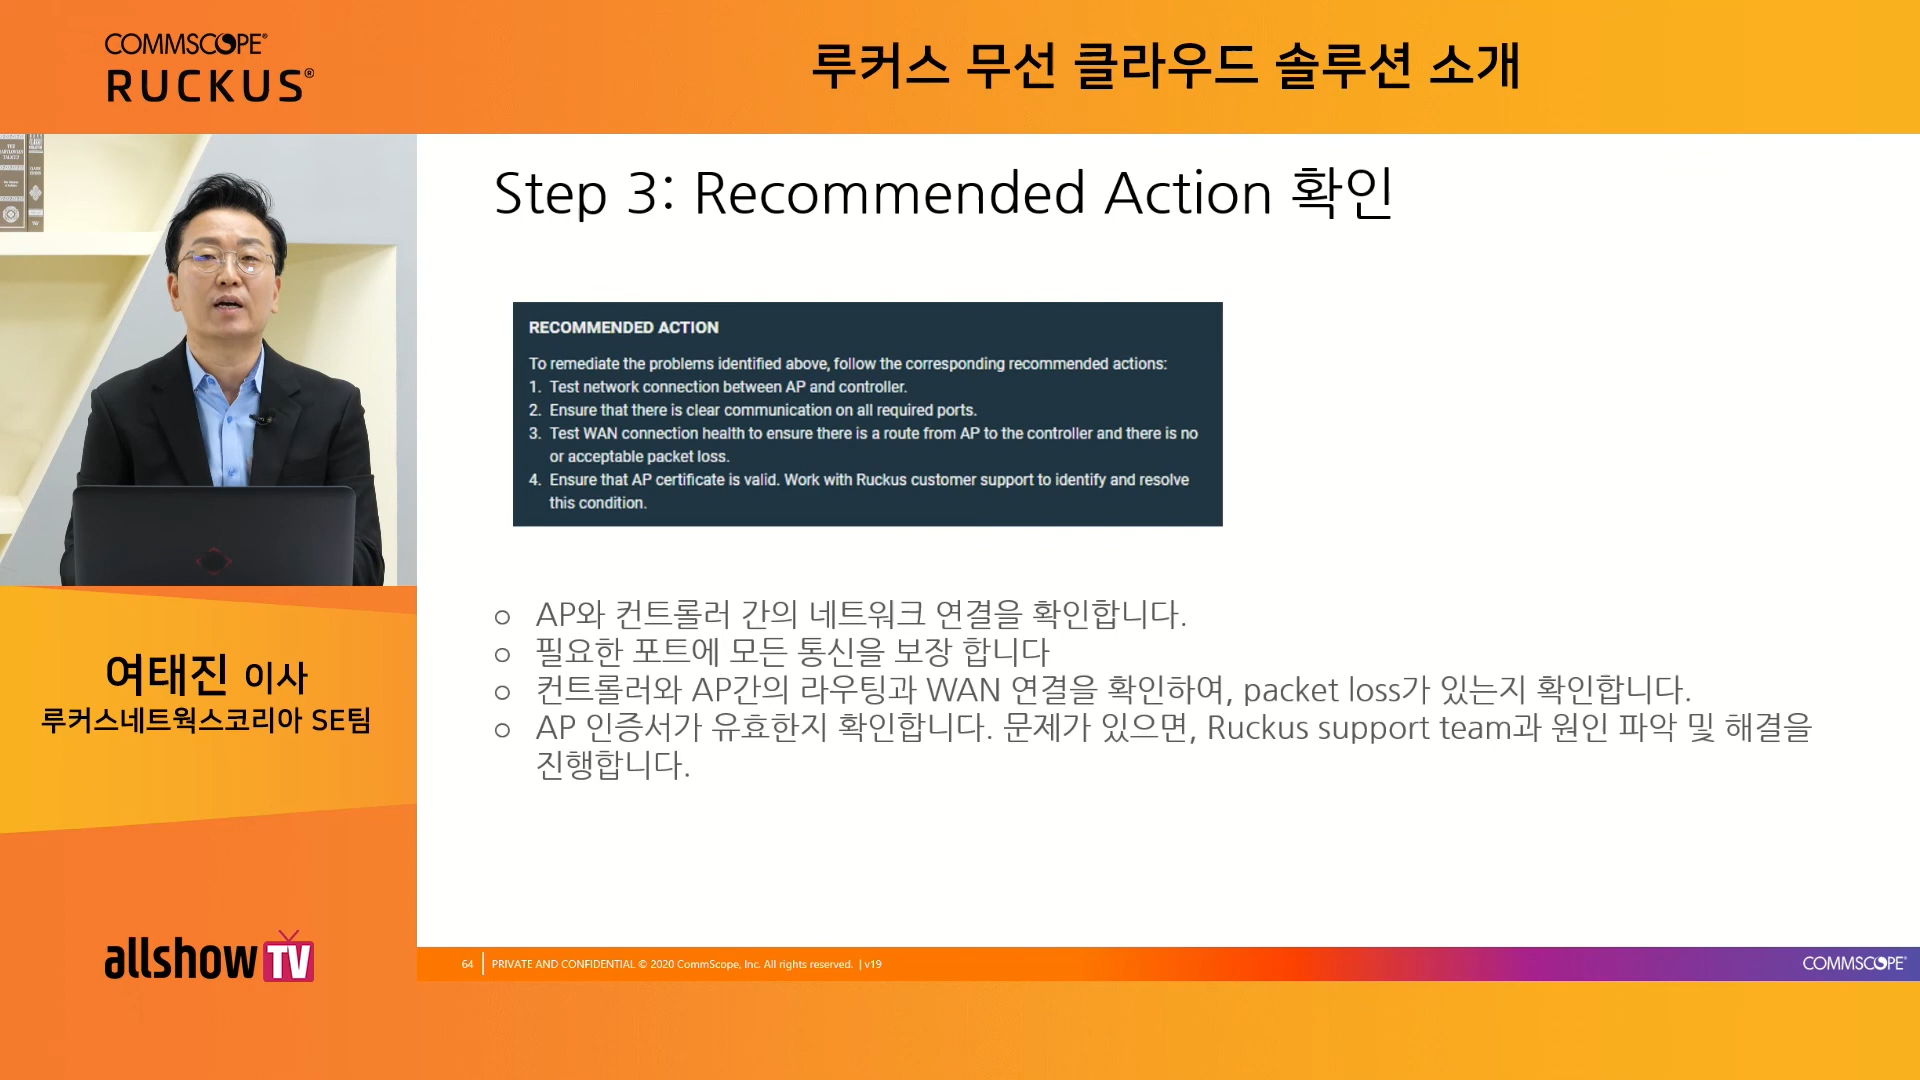 COMMSCOPE®
RUCKUS®
루커스 무선 클라우드 솔루션 소개
Step 3: Recommended Action 확인
RECOMMENDED ACTION
To remediate the problems identified above, follow the corresponding recommended actions:
1. Test network connection between AP and controller.
2. Ensure that there is clear communication on all required ports.
3. Test WAN connection health to ensure there is a route from AP to the controller and there is no
or acceptable packet loss.
4. Ensure that AP certificate is valid. Work with Ruckus customer support to identify and resolve
this condition.
○ AP와 컨트롤러 간의 네트워크 연결을 확인합니다.
○ 필요한 포트에 모든 통신을 보장 합니다
○ 컨트롤러와 AP간의 라우팅과 WAN 연결을 확인하여, packet loss가 있는지 확인합니다.
○ AP 인증서가 유효한지 확인합니다. 문제가 있으면, Ruckus support team과 원인 파악 및 해결을
진행합니다.
여태진 이사
루커스네트웍스코리아 SE팀
allshow TV
64 | PRIVATE AND CONFIDENTIAL © 2020 CommScope, Inc. All rights reserved. | v19
COMMSCOPE®